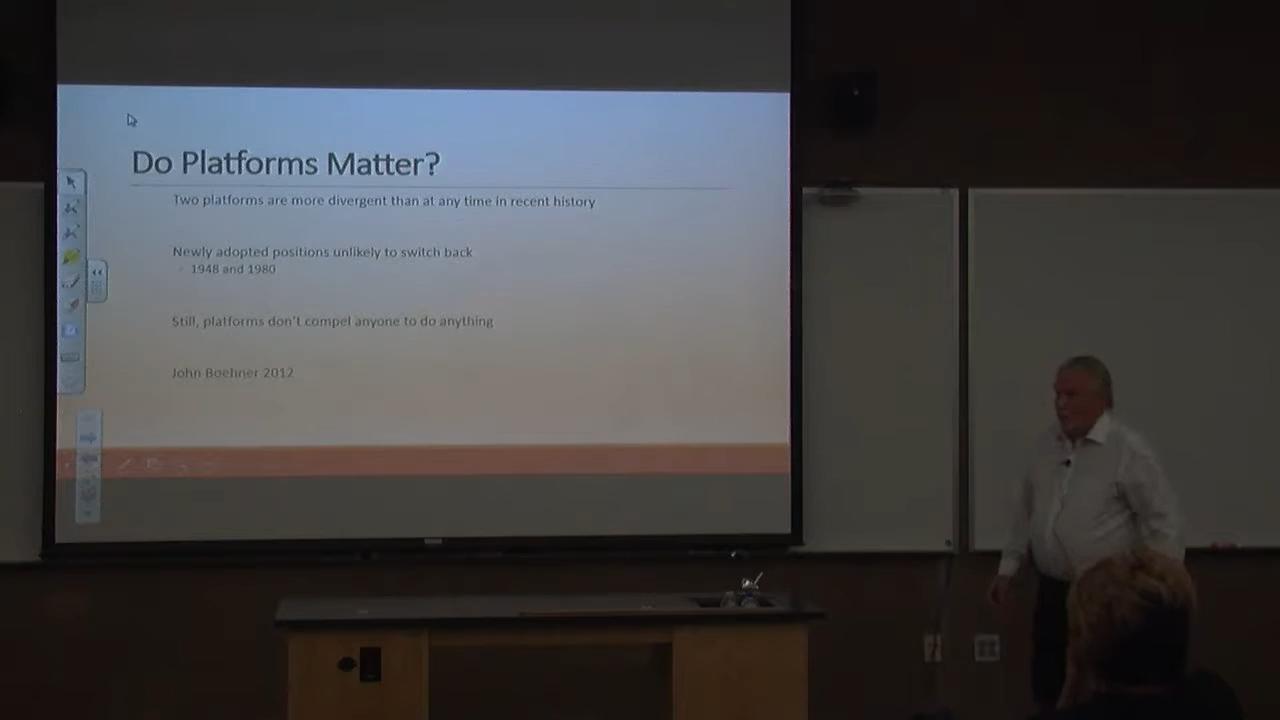 Do Platforms Matter?
Two platforms are more divergent than at any time in recent history
Newly adopted positions unlikely to switch back
1948 and 1980
Still, platforms don't compel anyone to do anything
John Boehner 2012